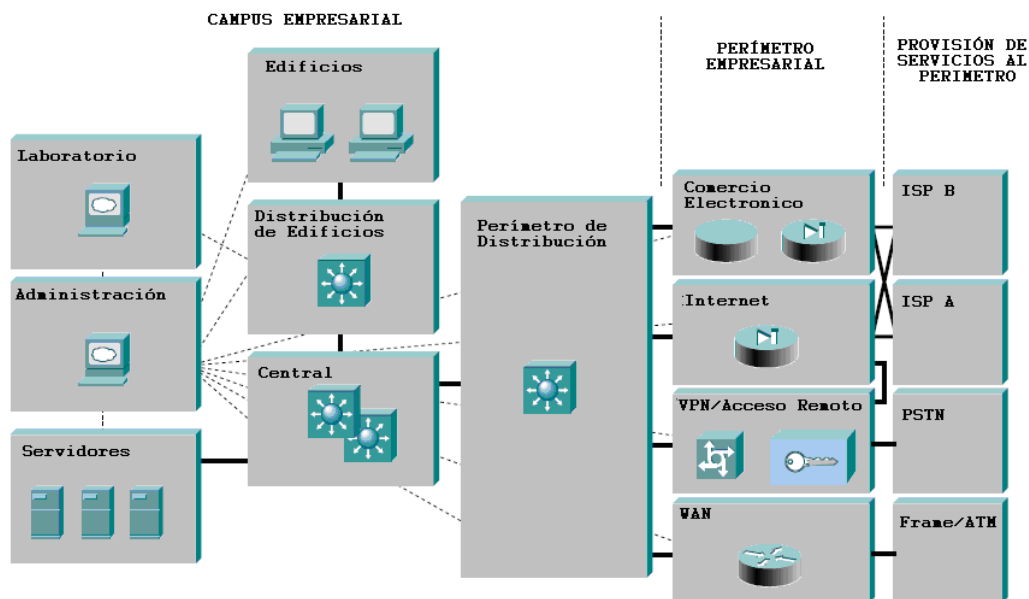 CAMPUS EMPRESARIAL
PERÍMETRO
EMPRESARIAL
PROVISIÓN DE
SERVICIOS AL
PERIMETRO
Edificios
Laboratorio
Distribución
de Edificios
Administración
Central
Servidores
Perímetro de
Distribución
Comercio
Electronico
Internet
VPN/Acceso Remoto
WAN
ISP B
ISP A
PSTN
Frame/ATM